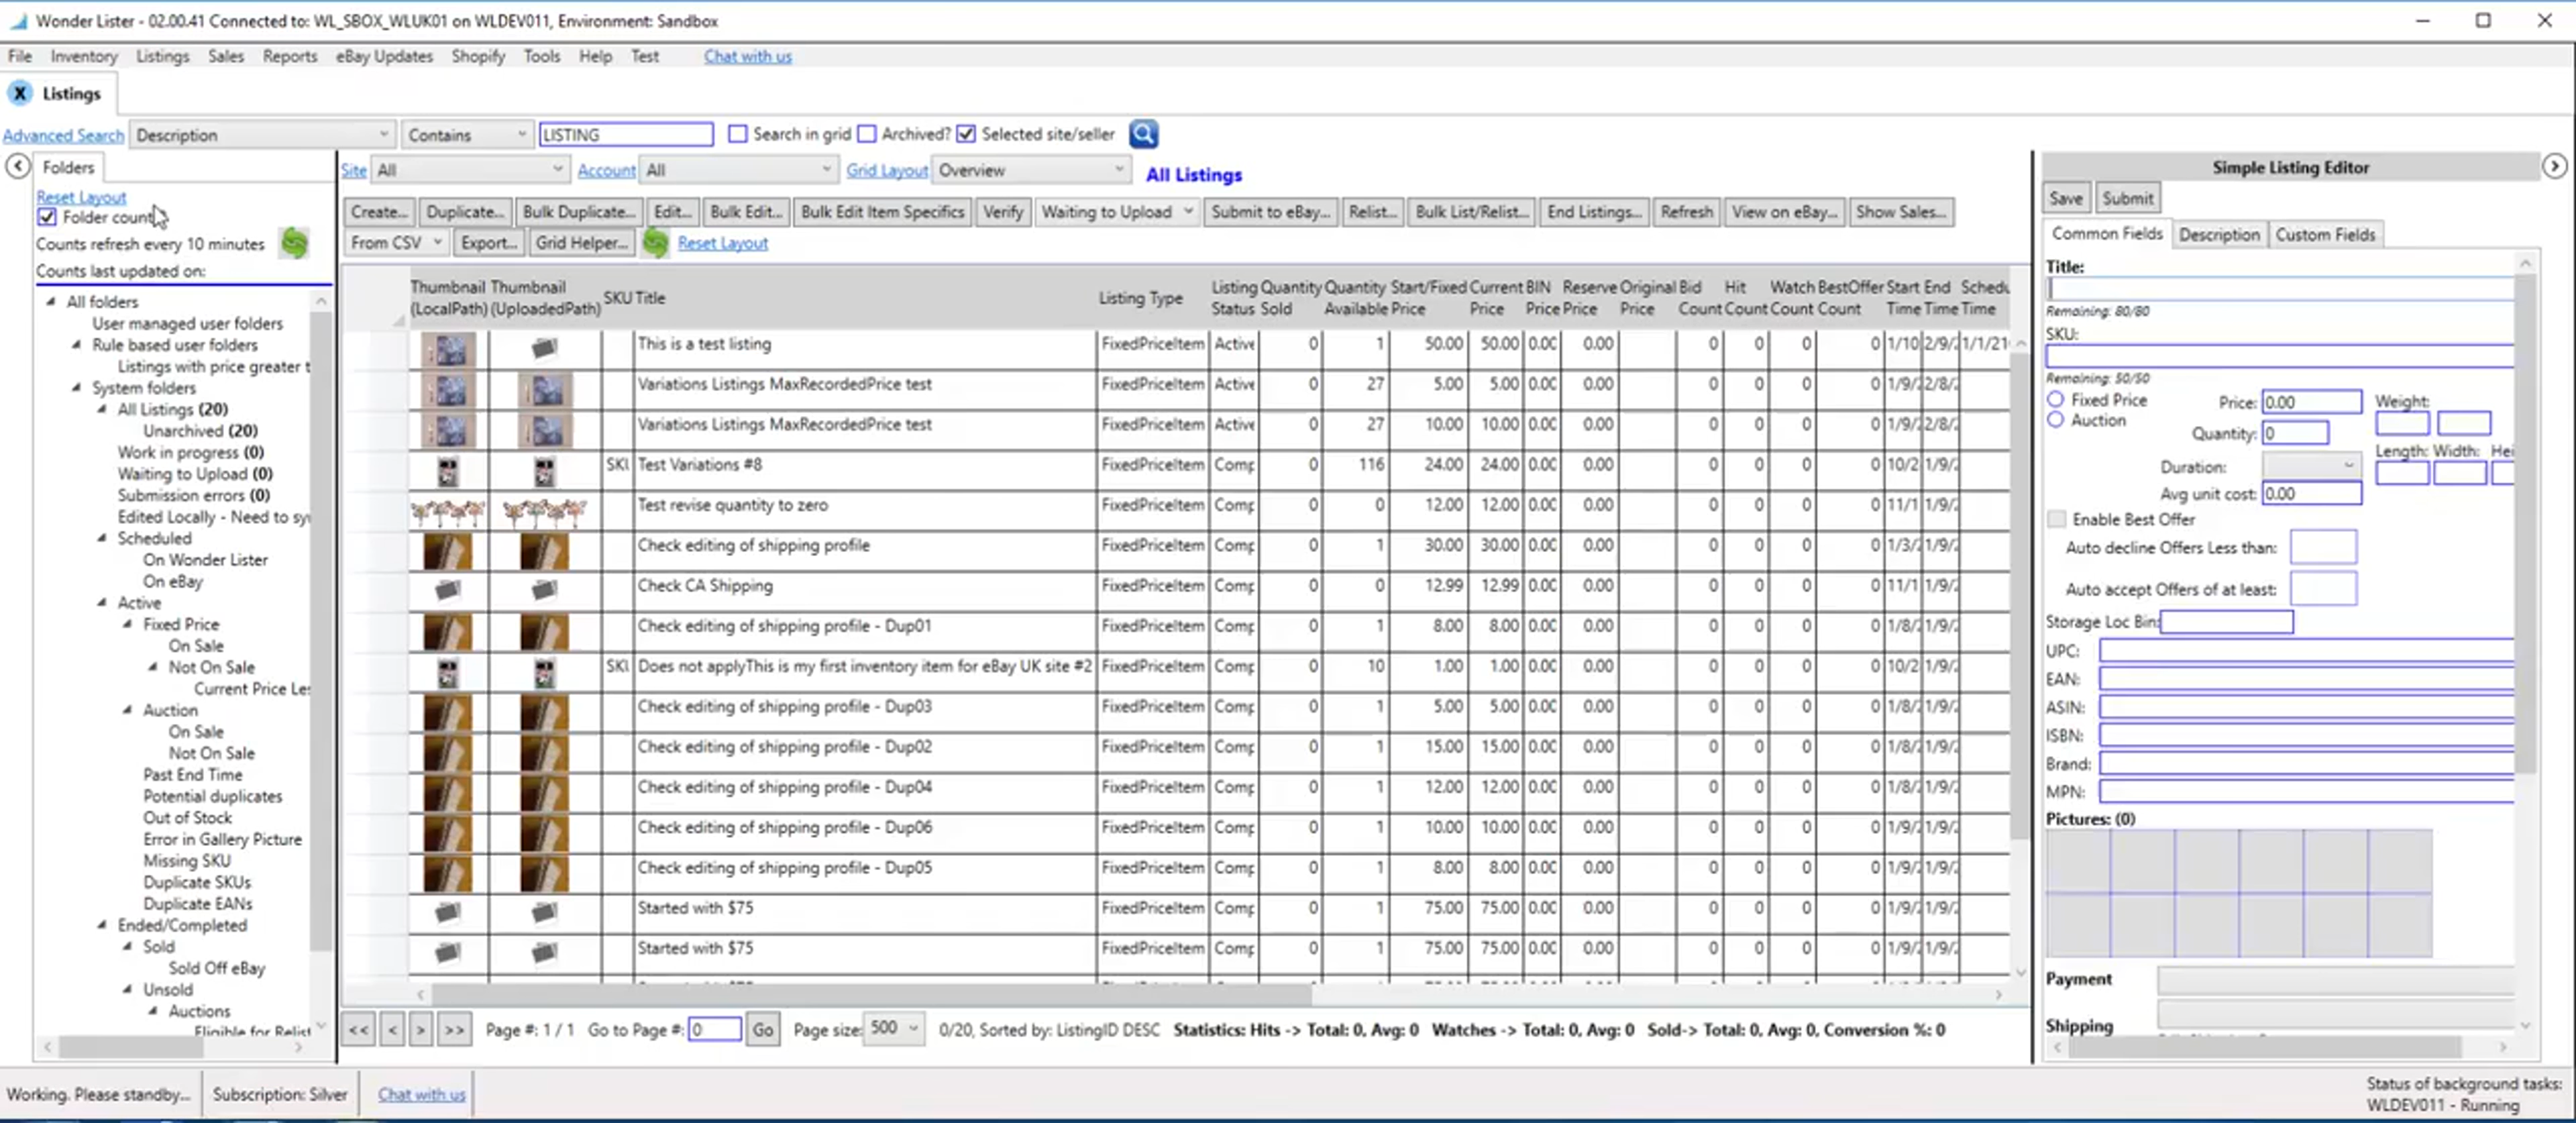 Wonder Lister - 02.00.41 Connected to: WL_SBOX_WLUK01 on WLDEV011, Environment: Sandbox
File Inventory Listings Sales Reports eBay Updates Shopify Tools Help Test Chat with us
X Listings
Advanced Search Description Contains LISTING Search in grid Archived? Selected site/seller
Folders
Reset Layout
Folder count
Counts refresh every 10 minutes
Counts last updated on:
All folders
User managed user folders
Rule based user folders
Listings with price greater t
System folders
All Listings (20)
Unarchived (20)
Work in progress (0)
Waiting to Upload (0)
Submission errors (0)
Edited Locally - Need to sy
Scheduled
On Wonder Lister
On eBay
Active
Fixed Price
On Sale
Not On Sale
Current Price Le
Auction
On Sale
Not On Sale
Past End Time
Potential duplicates
Out of Stock
Error in Gallery Picture
Missing SKU
Duplicate SKUs
Duplicate EANs
Ended/Completed
Sold
Sold Off eBay
Unsold
Auctions
Eligible for Relist
Site All Account All Grid Layout Overview All Listings
Create... Duplicate... Bulk Duplicate... Edit... Bulk Edit... Bulk Edit Item Specifics Verify Waiting to Upload Submit to eBay... Relist... Bulk List/Relist... End Listings... Refresh View on eBay... Show Sales...
From CSV Export... Grid Helper... Reset Layout
Thumbnail (LocalPath) Thumbnail (UploadedPath) SKU Title Listing Type Listing Status Quantity Sold Quantity Available Start/Fixed Price Current Price BIN Price Reserve Price Original Price Bid Count Hit Count Watch Count BestOffer Count Start Time End Time Schedu Time
This is a test listing FixedPriceItem Active 0 1 50.00 50.00 0.00 0.00 0 0 0 0 1/10 2/9/ 1/1/21
Variations Listings MaxRecordedPrice test FixedPriceItem Active 0 27 5.00 5.00 0.00 0.00 0 0 0 0 1/9/ 2/8/
Variations Listings MaxRecordedPrice test FixedPriceItem Active 0 27 10.00 10.00 0.00 0.00 0 0 0 0 1/9/ 2/8/
SKU Test Variations #8 FixedPriceItem Comp 0 116 24.00 24.00 0.00 0.00 0 0 0 0 10/2 1/9/
Test revise quantity to zero FixedPriceItem Comp 0 0 12.00 12.00 0.00 0.00 0 0 0 0 11/1 1/9/
Check editing of shipping profile FixedPriceItem Comp 0 1 30.00 30.00 0.00 0.00 0 0 0 0 1/3/ 1/9/
Check CA Shipping FixedPriceItem Comp 0 0 12.99 12.99 0.00 0.00 0 0 0 0 11/1 1/9/
Check editing of shipping profile - Dup01 FixedPriceItem Comp 0 1 8.00 8.00 0.00 0.00 0 0 0 0 1/8/ 1/9/
SKU Does not applyThis is my first inventory item for eBay UK site #2 FixedPriceItem Comp 0 10 1.00 1.00 0.00 0.00 0 0 0 0 10/2 1/9/
Check editing of shipping profile - Dup03 FixedPriceItem Comp 0 1 5.00 5.00 0.00 0.00 0 0 0 0 1/8/ 1/9/
Check editing of shipping profile - Dup02 FixedPriceItem Comp 0 1 15.00 15.00 0.00 0.00 0 0 0 0 1/8/ 1/9/
Check editing of shipping profile - Dup04 FixedPriceItem Comp 0 1 12.00 12.00 0.00 0.00 0 0 0 0 1/8/ 1/9/
Check editing of shipping profile - Dup06 FixedPriceItem Comp 0 1 10.00 10.00 0.00 0.00 0 0 0 0 1/9/ 1/9/
Check editing of shipping profile - Dup05 FixedPriceItem Comp 0 1 8.00 8.00 0.00 0.00 0 0 0 0 1/9/ 1/9/
Started with $75 FixedPriceItem Comp 0 1 75.00 75.00 0.00 0.00 0 0 0 0 1/9/ 1/9/
Started with $75 FixedPriceItem Comp 0 1 75.00 75.00 0.00 0.00 0 0 0 0 1/9/ 1/9/
<< < > >> Page #: 1 / 1 Go to Page #: 0 Go Page size: 500 0/20, Sorted by: ListingID DESC Statistics: Hits -> Total: 0, Avg: 0 Watches -> Total: 0, Avg: 0 Sold-> Total: 0, Avg: 0, Conversion %: 0
Simple Listing Editor
Save Submit
Common Fields Description Custom Fields
Title:
Remaining: 80/80
SKU:
Remaining: 50/50
Fixed Price Price: 0.00 Weight:
Auction
Quantity: 0
Length: Width: Hei
Duration:
Avg unit cost: 0.00
Enable Best Offer
Auto decline Offers Less than:
Auto accept Offers of at least:
Storage Loc Bin:
UPC:
EAN:
ASIN:
ISBN:
Brand:
MPN:
Pictures: (0)
Payment
Shipping
Working. Please standby... Subscription: Silver Chat with us
Status of background tasks:
WLDEV011 - Running